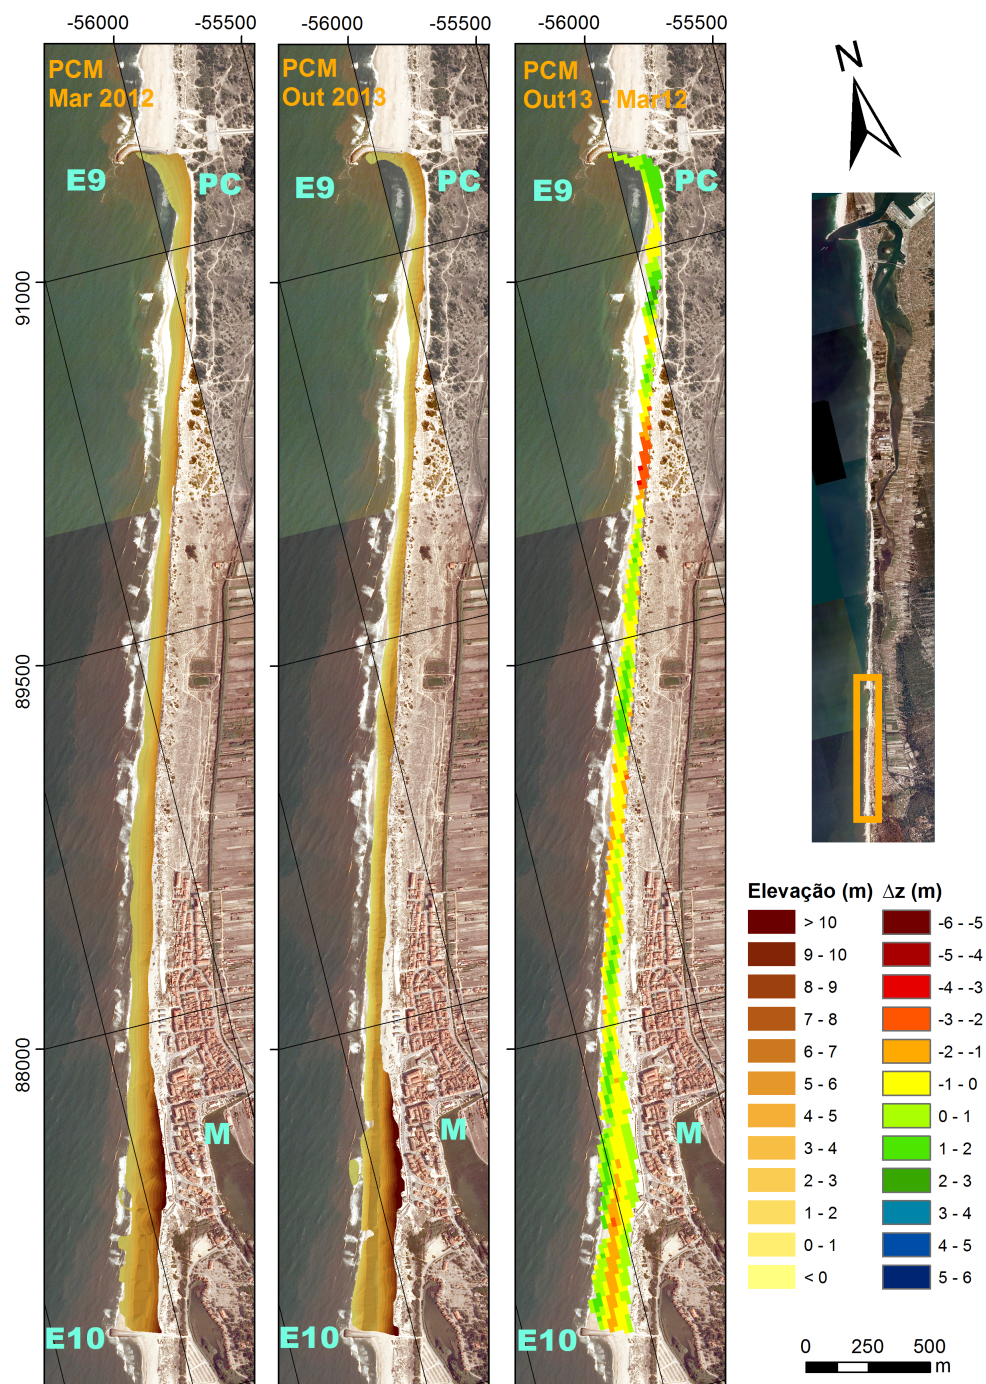 -56000 -55500 -56000 -55500 -56000 -55500
PCM
Mar 2012
PCM
Out 2013
PCM
Out13 - Mar12
N
E9 PC
E9 PC
E9 PC
91000
89500
88000
M
M
M
E10
E10
E10
Elevação (m) Δz (m)
> 10 -6 - -5
9 - 10 -5 - -4
8 - 9 -4 - -3
7 - 8 -3 - -2
6 - 7 -2 - -1
5 - 6 -1 - 0
4 - 5 0 - 1
3 - 4 1 - 2
2 - 3 2 - 3
1 - 2 3 - 4
0 - 1 4 - 5
< 0 5 - 6
0 250 500
m